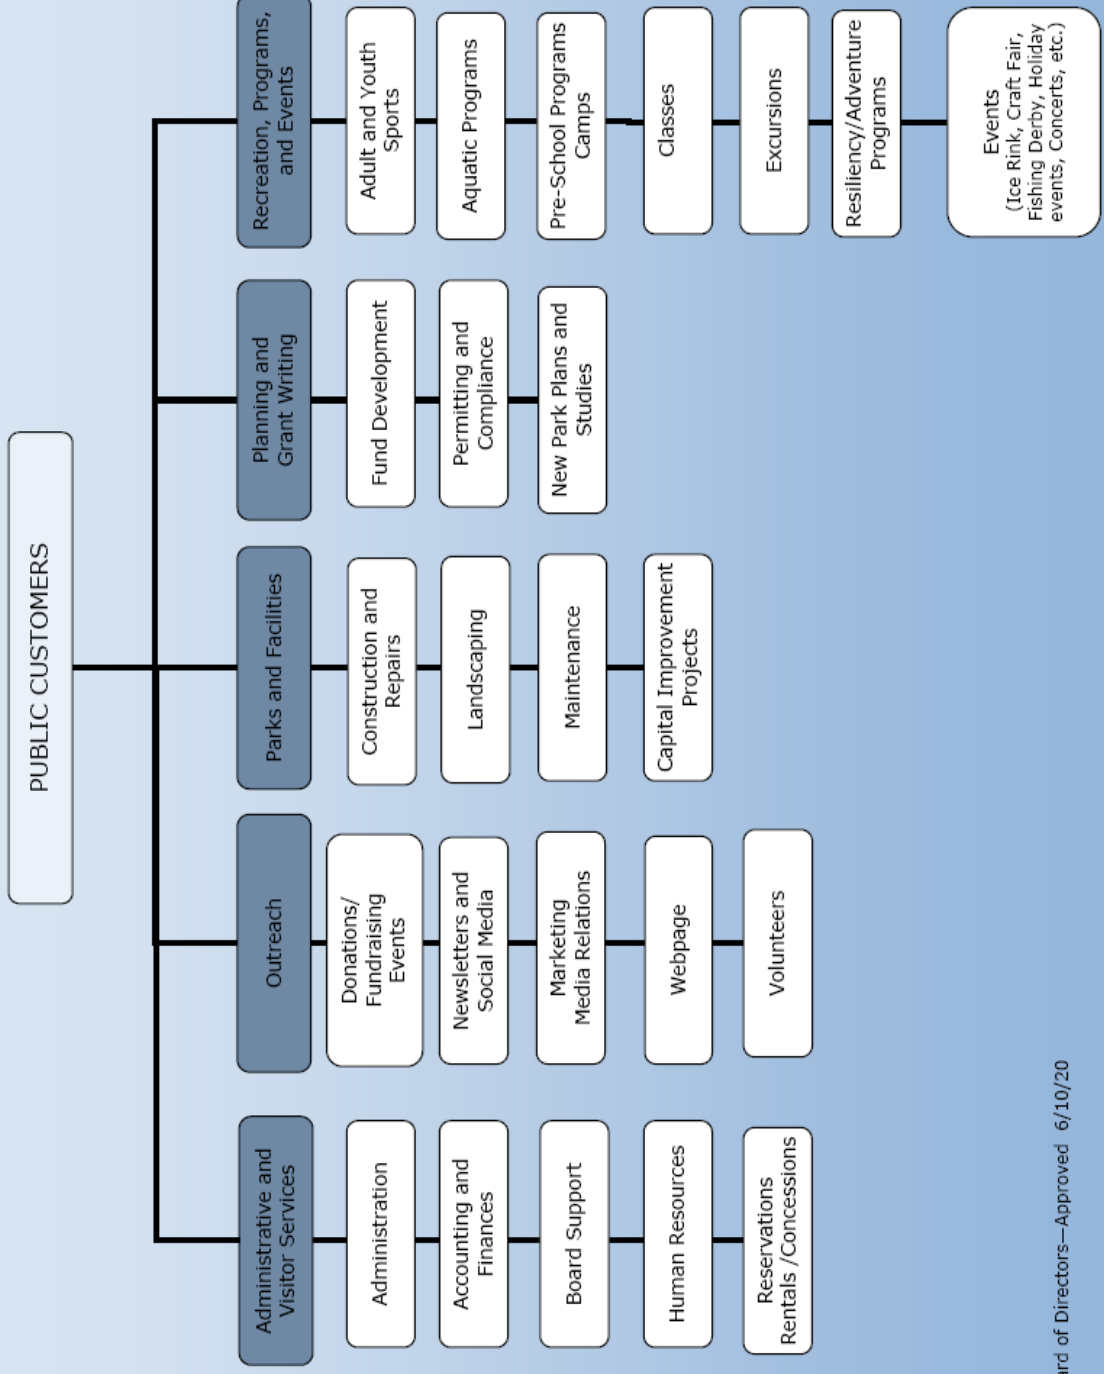 PUBLIC CUSTOMERS
Administrative and
Visitor Services
Administration
Accounting and
Finances
Board Support
Human Resources
Reservations
Rentals /Concessions
Outreach
Donations/
Fundraising
Events
Newsletters and
Social Media
Marketing
Media Relations
Webpage
Volunteers
Parks and Facilities
Construction and
Repairs
Landscaping
Maintenance
Capital Improvement
Projects
Planning and
Grant Writing
Fund Development
Permitting and
Compliance
New Park Plans and
Studies
Recreation, Programs,
and Events
Adult and Youth
Sports
Aquatic Programs
Pre-School Programs
Camps
Classes
Excursions
Resiliency/Adventure
Programs
Events
(Ice Rink, Craft Fair,
Fishing Derby, Holiday
events, Concerts, etc.)
of Directors—Approved 6/10/20